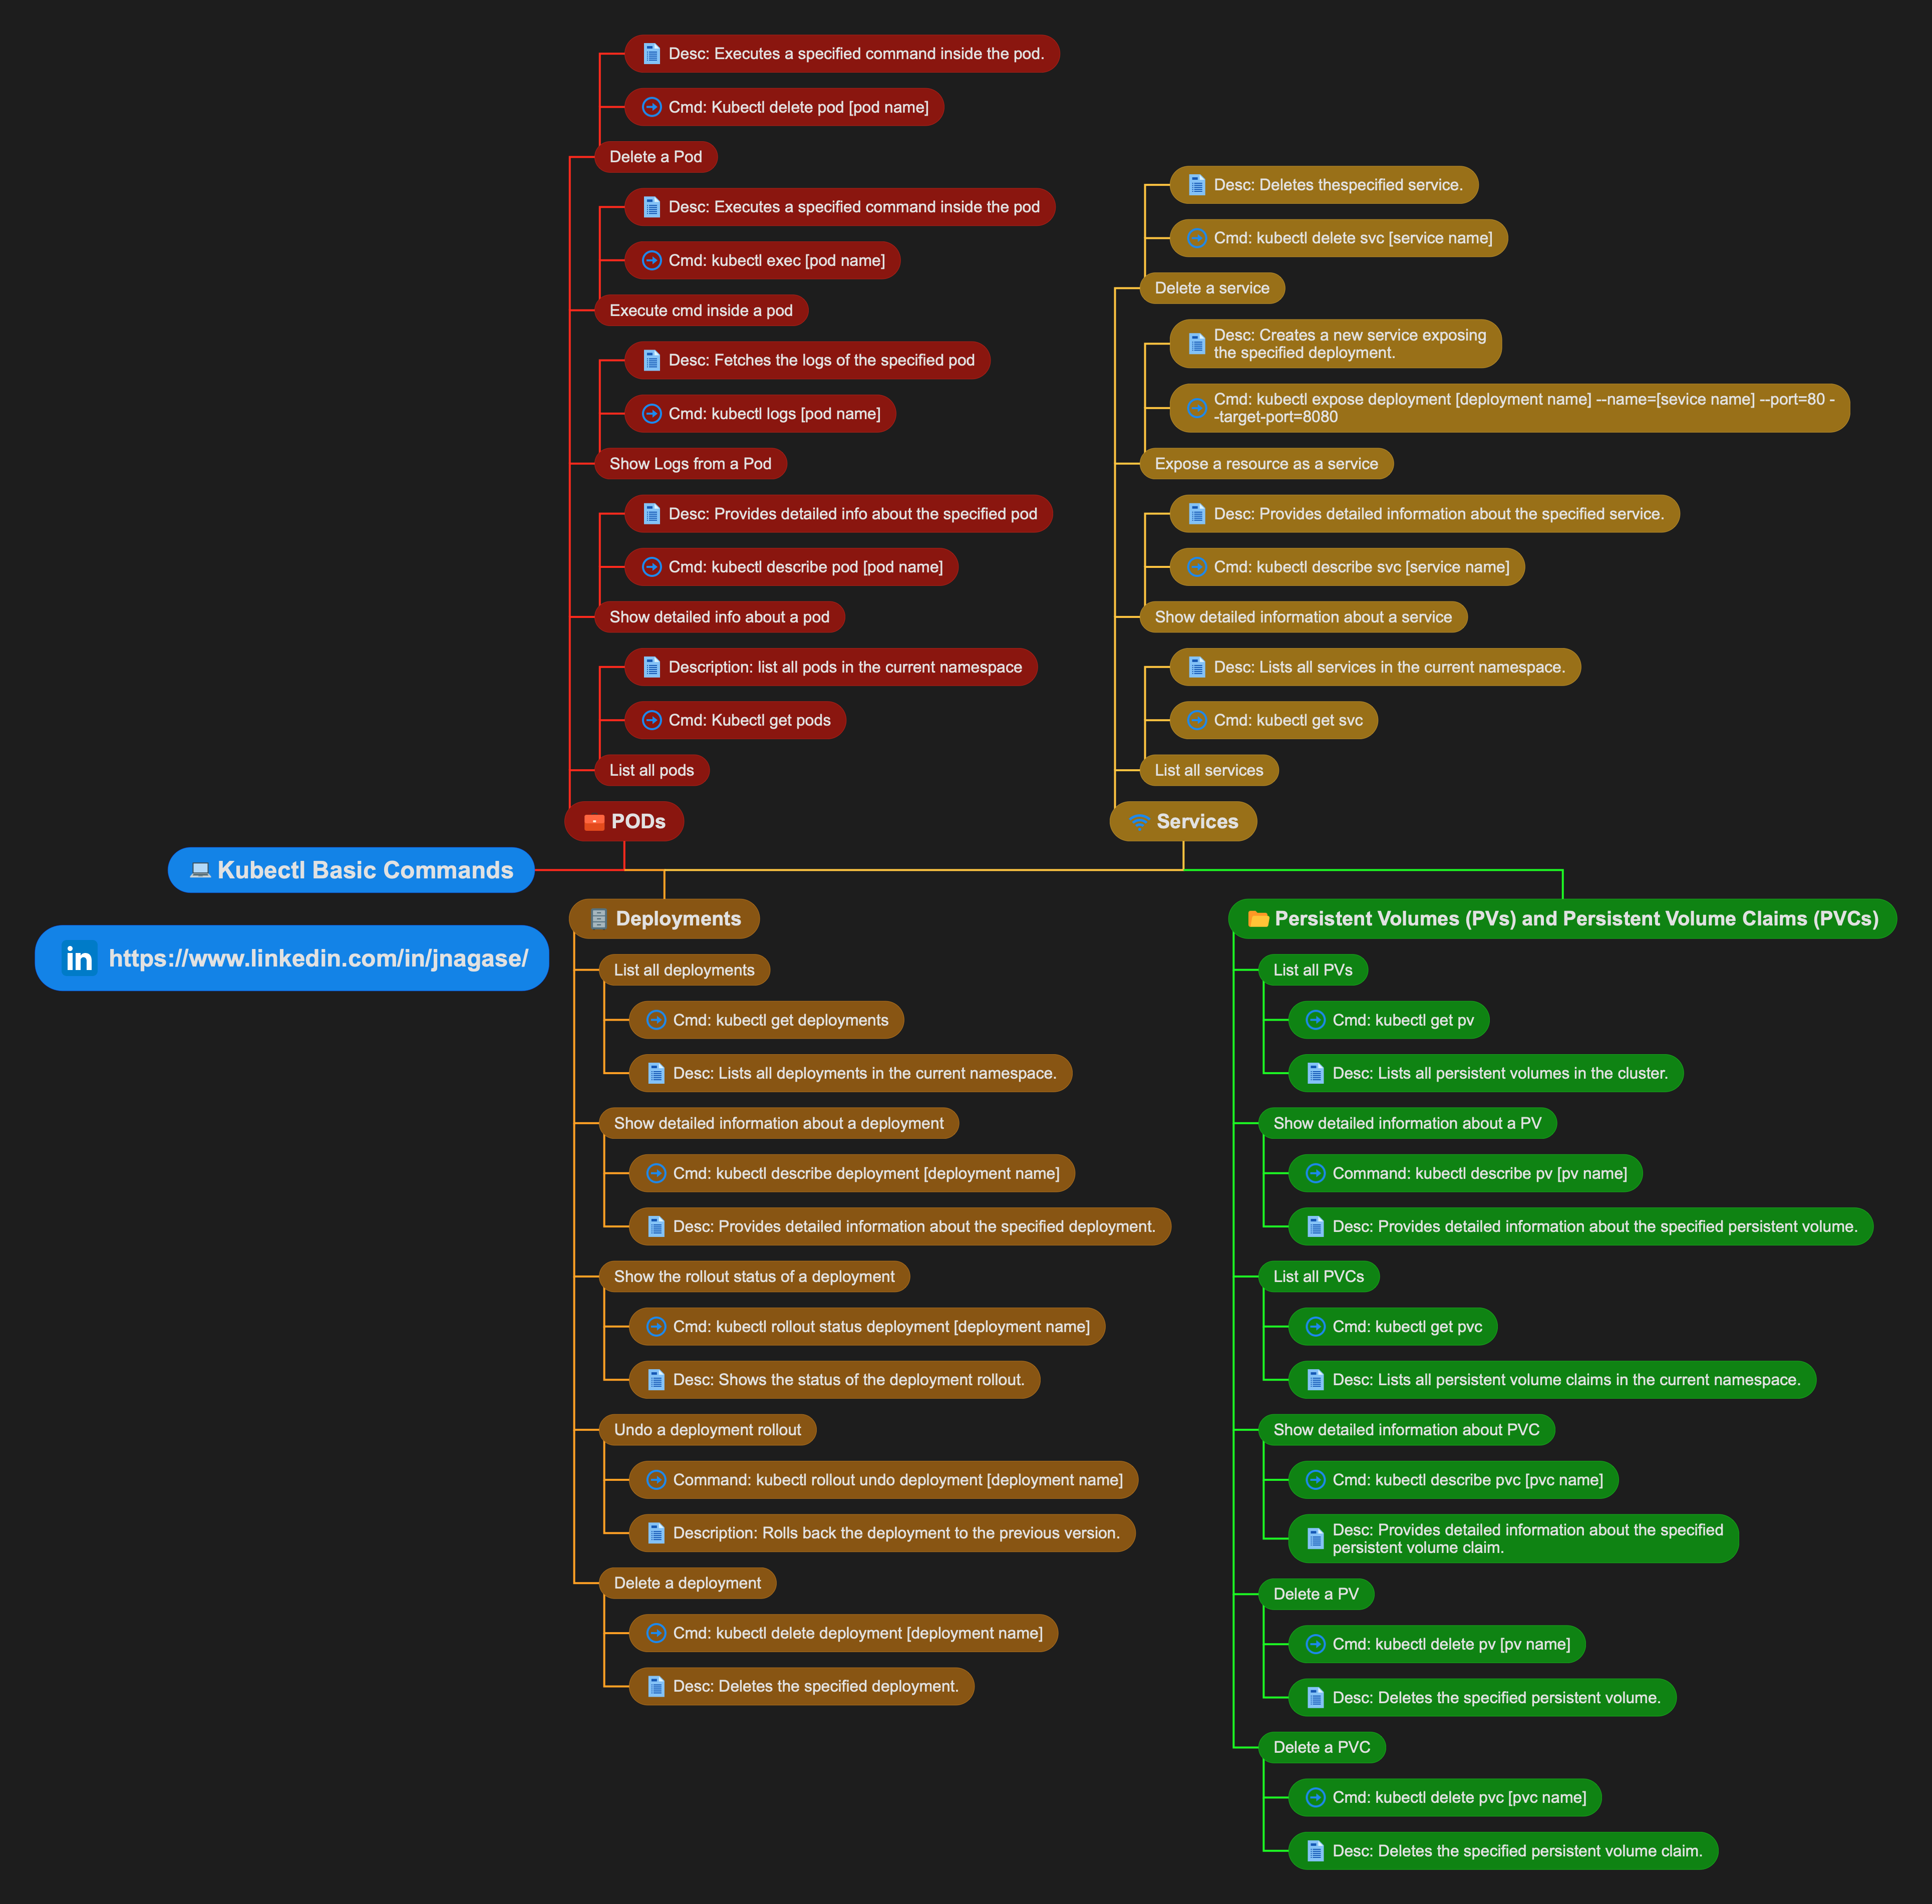 Desc: Executes a specified command inside the pod.
Cmd: Kubectl delete pod [pod name]
Delete a Pod
Desc: Executes a specified command inside the pod
Cmd: kubectl exec [pod name]
Execute cmd inside a pod
Desc: Fetches the logs of the specified pod
Cmd: kubectl logs [pod name]
Show Logs from a Pod
Desc: Provides detailed info about the specified pod
Cmd: kubectl describe pod [pod name]
Show detailed info about a pod
Description: list all pods in the current namespace
Cmd: Kubectl get pods
List all pods
PODs
Desc: Deletes thespecified service.
Cmd: kubectl delete svc [service name]
Delete a service
Desc: Creates a new service exposing
the specified deployment.
Cmd: kubectl expose deployment [deployment name] --name=[sevice name] --port=80 -
-target-port=8080
Expose a resource as a service
Desc: Provides detailed information about the specified service.
Cmd: kubectl describe svc [service name]
Show detailed information about a service
Desc: Lists all services in the current namespace.
Cmd: kubectl get svc
List all services
Services
Kubectl Basic Commands
in https://www.linkedin.com/in/jnagase/
Deployments
List all deployments
Cmd: kubectl get deployments
Desc: Lists all deployments in the current namespace.
Show detailed information about a deployment
Cmd: kubectl describe deployment [deployment name]
Desc: Provides detailed information about the specified deployment.
Show the rollout status of a deployment
Cmd: kubectl rollout status deployment [deployment name]
Desc: Shows the status of the deployment rollout.
Undo a deployment rollout
Command: kubectl rollout undo deployment [deployment name]
Description: Rolls back the deployment to the previous version.
Delete a deployment
Cmd: kubectl delete deployment [deployment name]
Desc: Deletes the specified deployment.
Persistent Volumes (PVs) and Persistent Volume Claims (PVCs)
List all PVs
Cmd: kubectl get pv
Desc: Lists all persistent volumes in the cluster.
Show detailed information about a PV
Command: kubectl describe pv [pv name]
Desc: Provides detailed information about the specified persistent volume.
List all PVCs
Cmd: kubectl get pvc
Desc: Lists all persistent volume claims in the current namespace.
Show detailed information about PVC
Cmd: kubectl describe pvc [pvc name]
Desc: Provides detailed information about the specified
persistent volume claim.
Delete a PV
Cmd: kubectl delete pv [pv name]
Desc: Deletes the specified persistent volume.
Delete a PVC
Cmd: kubectl delete pvc [pvc name]
Desc: Deletes the specified persistent volume claim.